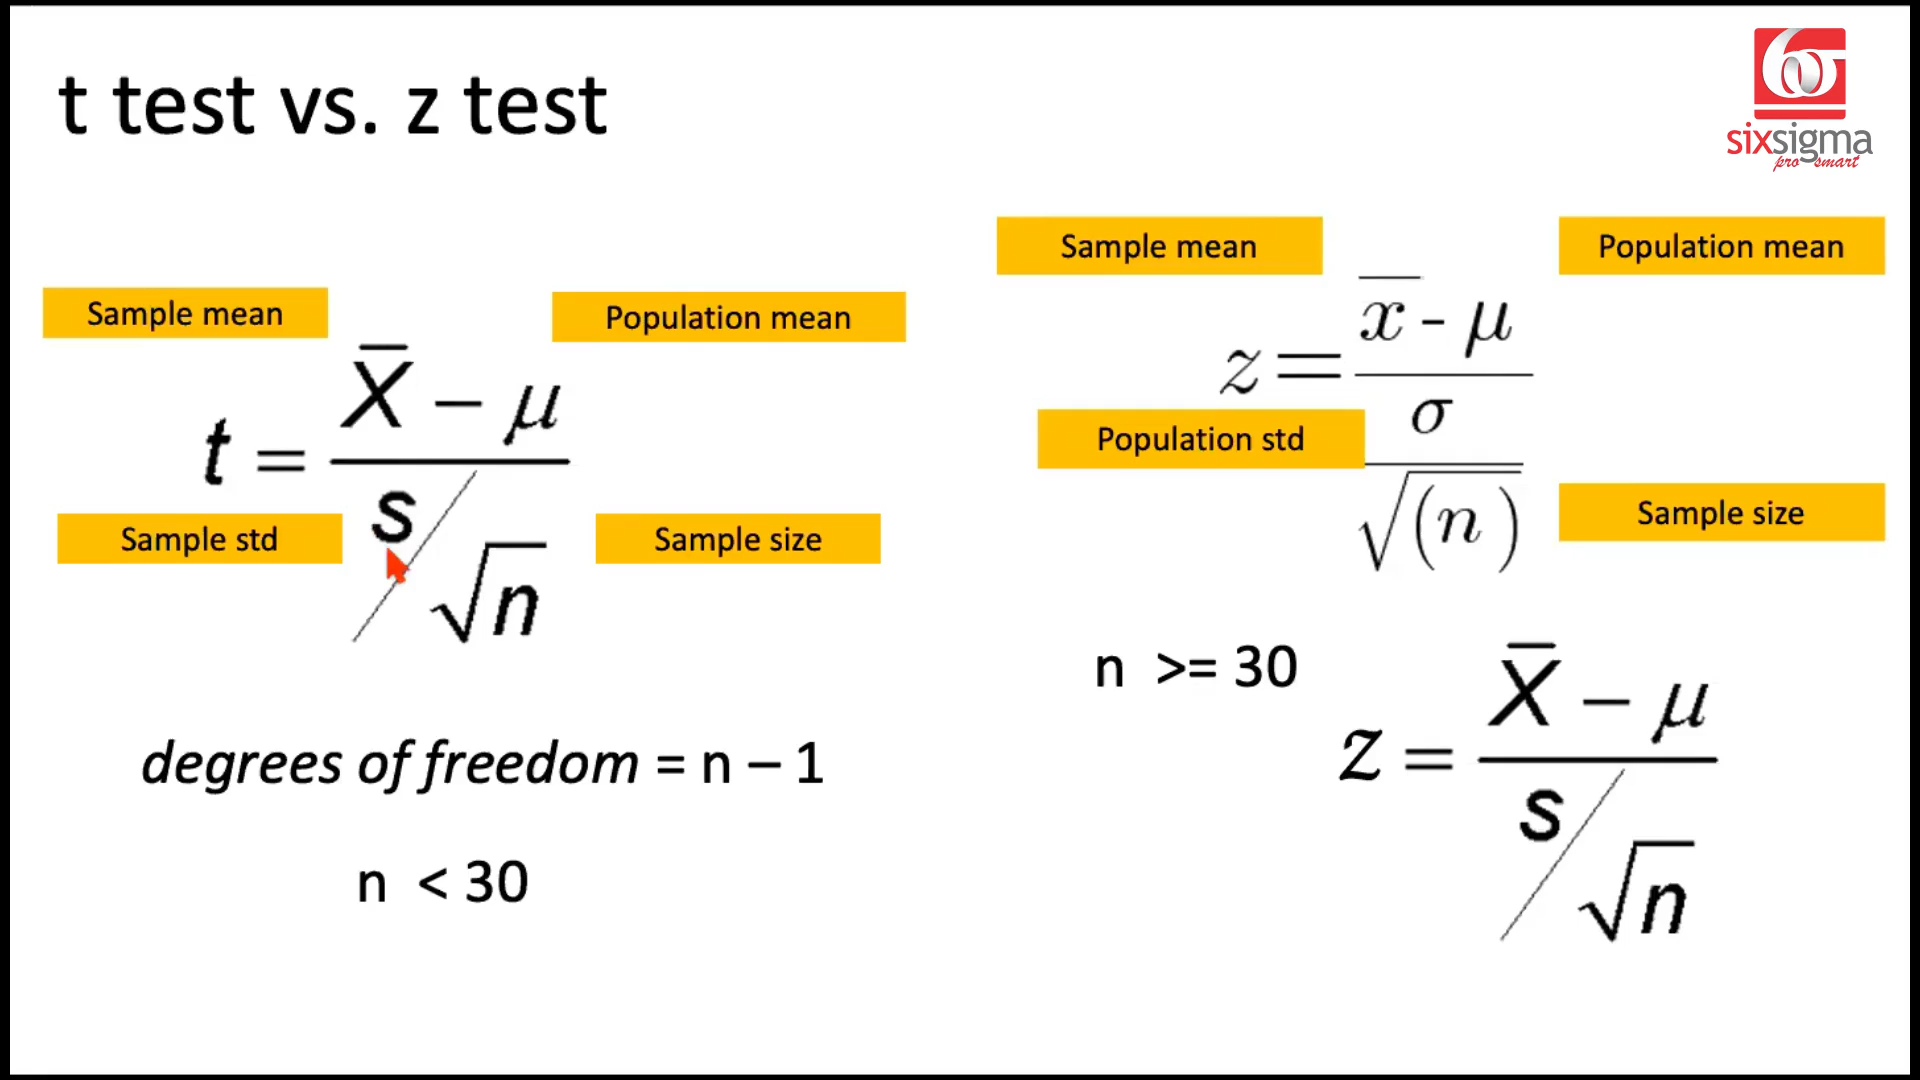 t test vs. z test
6σ
sixsigma
pro smart
Sample mean
Population mean
t = X̄ − μ
s / √n
Sample std
Sample size
degrees of freedom = n – 1
n < 30
Sample mean
Population mean
z = x̄ - μ
σ
√(n)
Population std
Sample size
n >= 30
z = X̄ − μ
s / √n